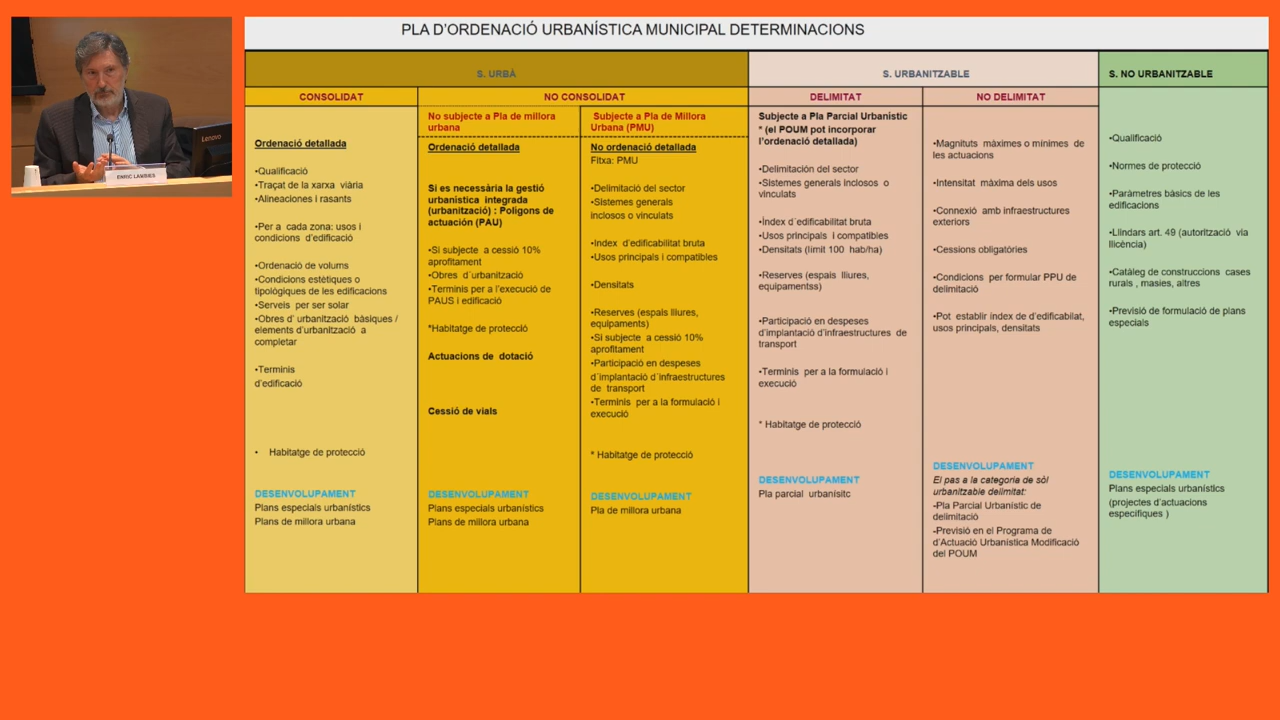 PLA D'ORDENACIÓ URBANÍSTICA MUNICIPAL DETERMINACIONS
S. URBÀ
S. URBANITZABLE
S. NO URBANITZABLE
CONSOLIDAT
NO CONSOLIDAT
DELIMITAT
NO DELIMITAT
Ordenació detallada
•Qualificació
•Traçat de la xarxa viària
•Alineaciones i rasants
•Per a cada zona: usos i
condicions d'edificació
•Ordenació de volums
•Condicions estètiques o
tipològiques de les edificacions
•Serveis per ser solar
•Obres d' urbanització bàsiques /
elements d'urbanització a
completar
•Terminis
d'edificació
• Habitatge de protecció
DESENVOLUPAMENT
Plans especials urbanístics
Plans de millora urbana
No subjecte a Pla de millora
urbana
Ordenació detallada
Si es necessària la gestió
urbanística integrada
(urbanització) : Polígons de
actuación (PAU)
•Si subjecte a cessió 10%
aprofitament
•Obres d´urbanització
•Terminis per a l'execució de
PAUS i edificació
*Habitatge de protecció
Actuacions de dotació
Cessió de vials
DESENVOLUPAMENT
Plans especials urbanístics
Plans de millora urbana
Subjecte a Pla de Millora
Urbana (PMU)
No ordenació detallada
Fitxa: PMU
•Delimitació del sector
•Sistemes generals
inclosos o vinculats
•Index d'edificabilitat bruta
•Usos principals i compatibles
•Densitats
•Reserves (espais lliures,
equipaments)
•Si subjecte a cessió 10%
aprofitament
•Participació en despeses
d´implantació d´infraestructures
de transport
•Terminis per a la formulació i
execució
* Habitatge de protecció
DESENVOLUPAMENT
Pla de millora urbana
Subjecte a Pla Parcial Urbanístic
* (el POUM pot incorporar
l'ordenació detallada)
•Delimitación del sector
•Sistemes generals inclosos o
vinculats
•Índex d´edificabilitat bruta
•Usos principals i compatibles
•Densitats (límit 100 hab/ha)
•Reserves (espais lliures,
equipamentss)
•Participació en despeses
d'implantació d'infraestructures de
transport
•Terminis per a la formulació i
execució
* Habitatge de protecció
DESENVOLUPAMENT
Pla parcial urbanísitc
•Magnituts màximes o mínimes de
les actuacions
•Intensitat màxima dels usos
•Connexió amb infraestructures
exteriors
•Cessions obligatóries
•Condicions per formular PPU de
delimitació
•Pot establir índex de d'edificabilat,
usos principals, densitats
DESENVOLUPAMENT
El pas a la categoria de sòl
urbanitzable delimitat:
-Pla Parcial Urbanístic de
delimitació
-Previsió en el Programa de
d'Actuació Urbanística Modificació
del POUM
•Qualificació
•Normes de protecció
•Paràmetres bàsics de les
edificacions
•Llindars art. 49 (autorització via
llicència)
•Catàleg de construccions cases
rurals , masies, altres
•Previsió de formulació de plans
especials
DESENVOLUPAMENT
Plans especials urbanístics
(projectes d'actuacions
específiques )
Lenovo
ENRIC LAMBIES